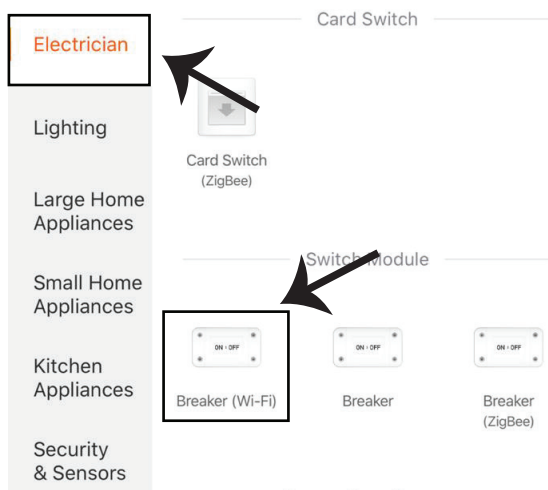 Electrician
Lighting
Large Home
Appliances
Small Home
Appliances
Kitchen
Appliances
Security
& Sensors
Card Switch
Card Switch
(ZigBee)
Switch Module
ON OFF
Breaker (Wi-Fi)
ON OFF
Breaker
ON OFF
Breaker
(ZigBee)